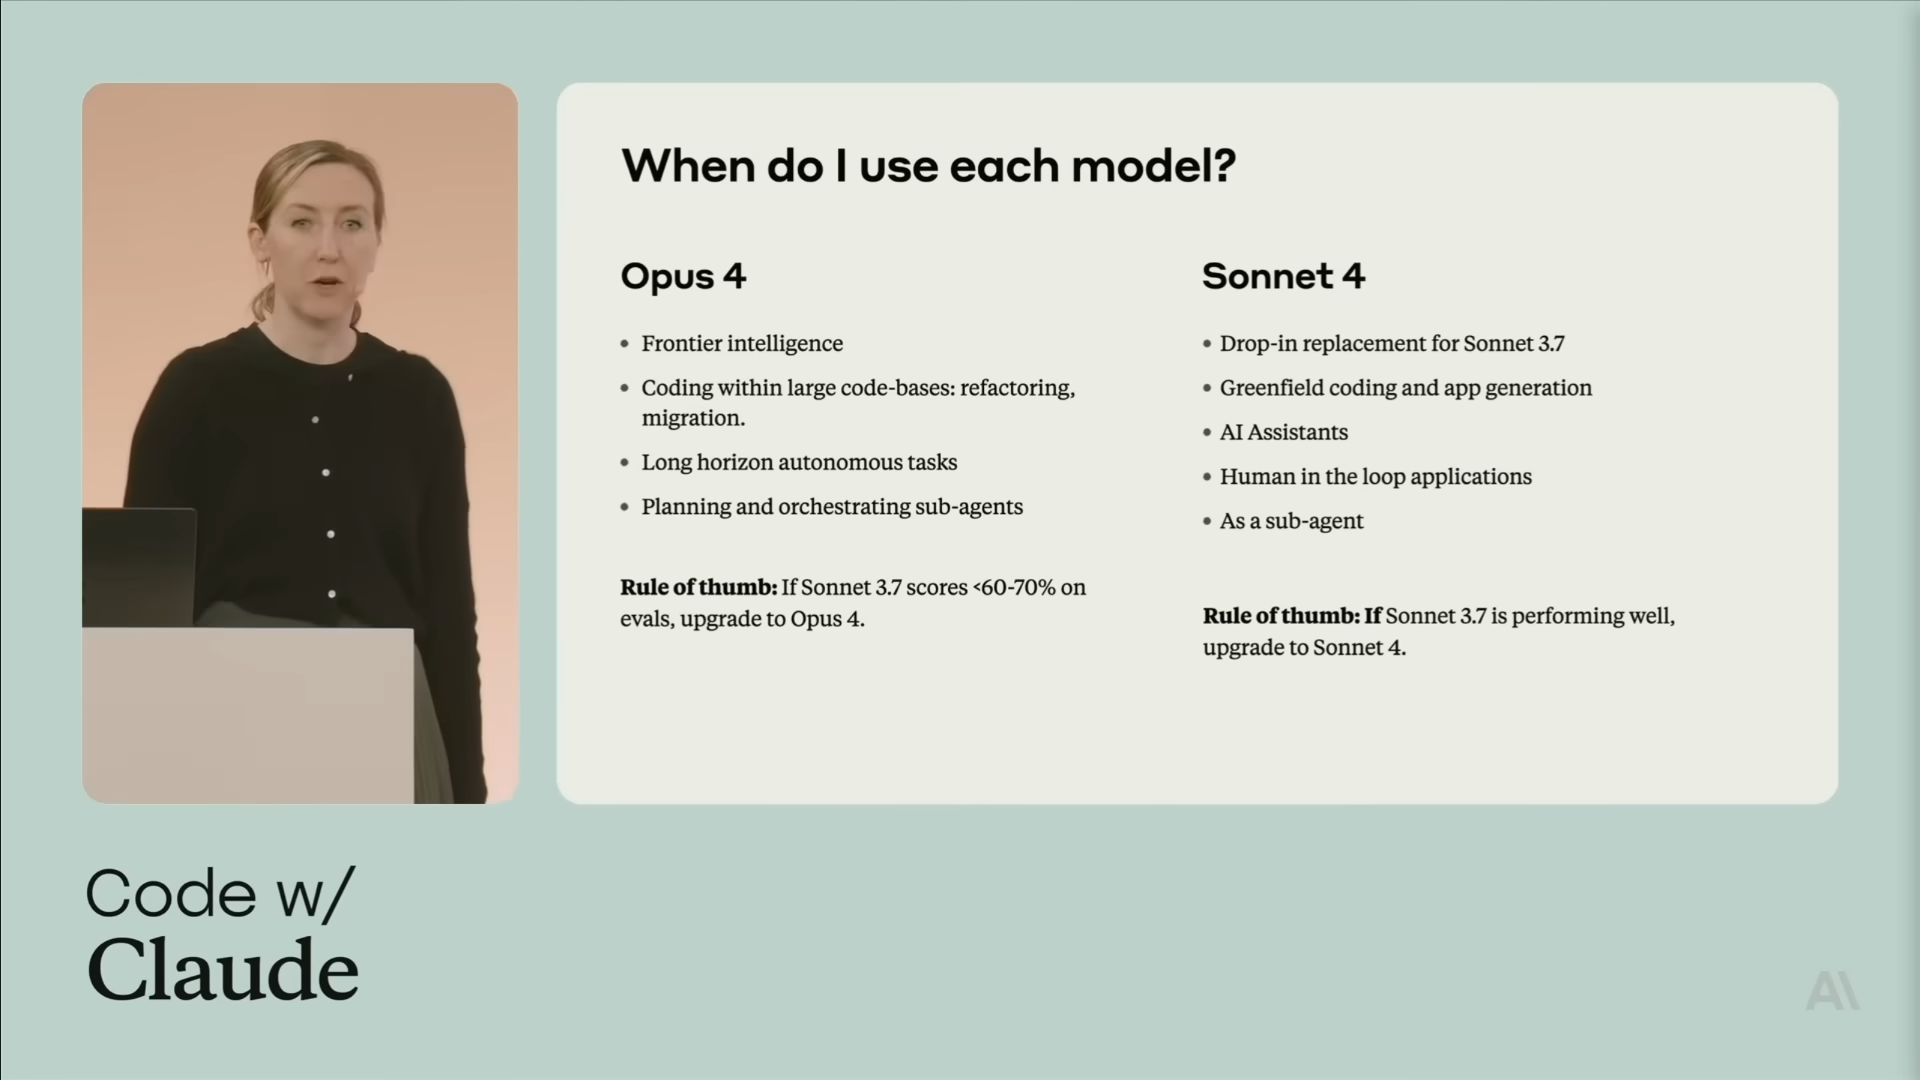 When do I use each model?
Opus 4
• Frontier intelligence
• Coding within large code-bases: refactoring,
migration.
• Long horizon autonomous tasks
• Planning and orchestrating sub-agents
Rule of thumb: If Sonnet 3.7 scores <60-70% on
evals, upgrade to Opus 4.
Sonnet 4
• Drop-in replacement for Sonnet 3.7
• Greenfield coding and app generation
• AI Assistants
• Human in the loop applications
• As a sub-agent
Rule of thumb: If Sonnet 3.7 is performing well,
upgrade to Sonnet 4.
Code w/
Claude
A\